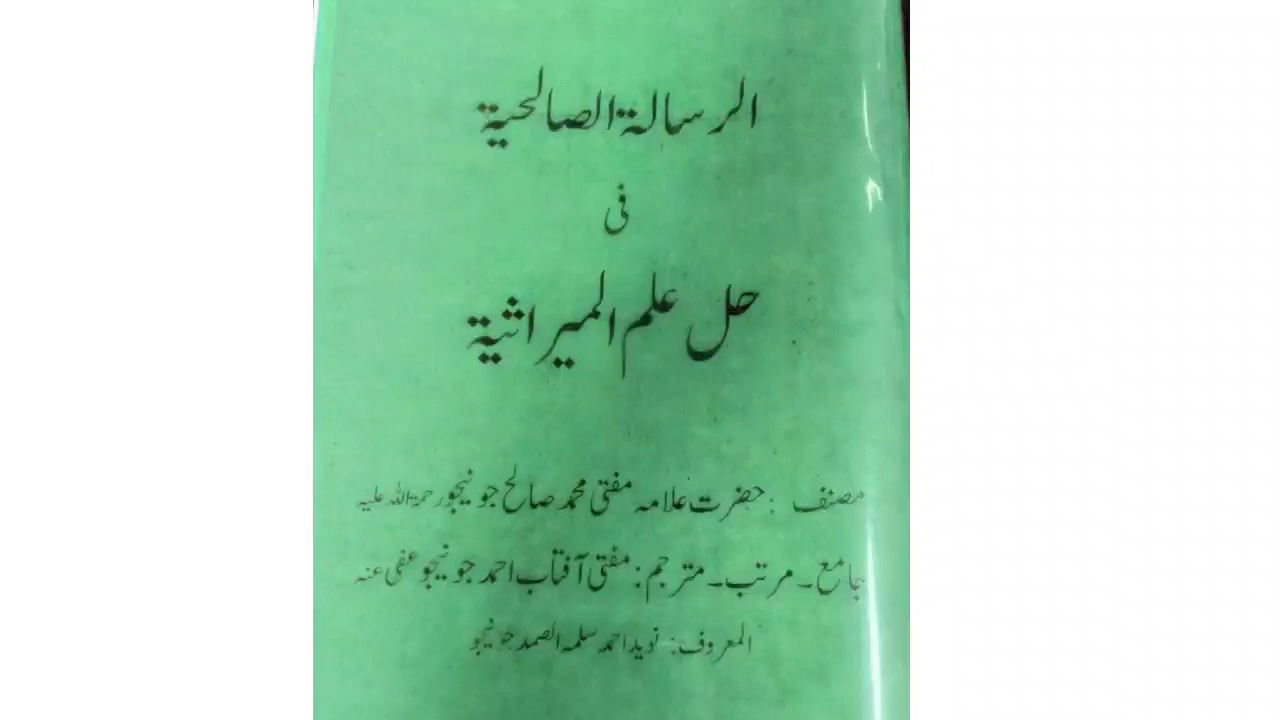 الرسالة الصالحية
فی
حل علم المیراثیة
مصنف : حضرت علامہ مفتی محمد صالح جونیجو رحمۃ اللہ علیہ
جامع۔ مرتب۔ مترجم: مفتی آفتاب احمد جونیجو عفی عنہ
المعروف: نوید احمد سلمہ الصمد جونیجو